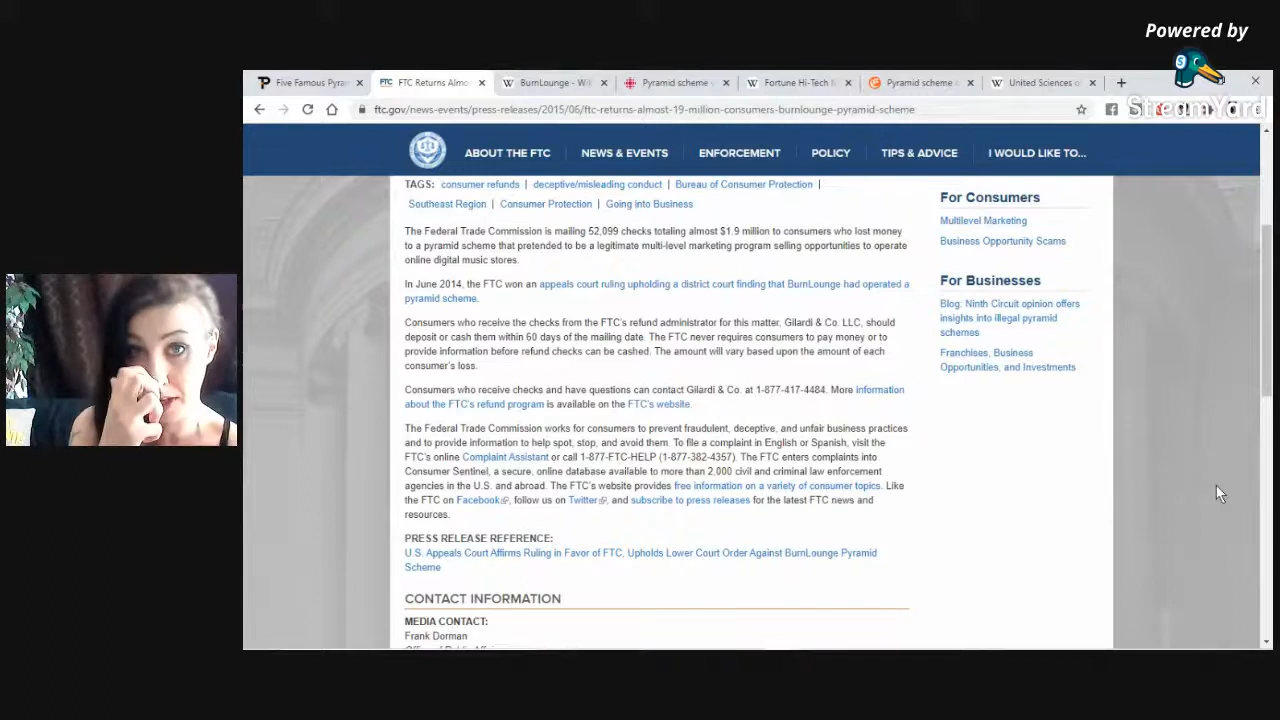 Powered by
StreamYard
Five Famous Pyram
FTC FTC Returns Almo
W BurnLounge - Wi
Pyramid scheme
W Fortune Hi-Tech
Pyramid scheme
W United Sciences o
ftc.gov/news-events/press-releases/2015/06/ftc-returns-almost-19-million-consumers-burnlounge-pyramid-scheme
ABOUT THE FTC | NEWS & EVENTS | ENFORCEMENT | POLICY | TIPS & ADVICE | I WOULD LIKE TO...
TAGS: consumer refunds | deceptive/misleading conduct | Bureau of Consumer Protection |
Southeast Region | Consumer Protection | Going into Business
The Federal Trade Commission is mailing 52,099 checks totaling almost $1.9 million to consumers who lost money
to a pyramid scheme that pretended to be a legitimate multi-level marketing program selling opportunities to operate
online digital music stores.
In June 2014, the FTC won an appeals court ruling upholding a district court finding that BurnLounge had operated a
pyramid scheme.
Consumers who receive the checks from the FTC's refund administrator for this matter, Gilardi & Co. LLC, should
deposit or cash them within 60 days of the mailing date. The FTC never requires consumers to pay money or to
provide information before refund checks can be cashed. The amount will vary based upon the amount of each
consumer's loss.
Consumers who receive checks and have questions can contact Gilardi & Co. at 1-877-417-4484. More information
about the FTC's refund program is available on the FTC's website.
The Federal Trade Commission works for consumers to prevent fraudulent, deceptive, and unfair business practices
and to provide information to help spot, stop, and avoid them. To file a complaint in English or Spanish, visit the
FTC's online Complaint Assistant or call 1-877-FTC-HELP (1-877-382-4357). The FTC enters complaints into
Consumer Sentinel, a secure, online database available to more than 2,000 civil and criminal law enforcement
agencies in the U.S. and abroad. The FTC's website provides free information on a variety of consumer topics. Like
the FTC on Facebook, follow us on Twitter, and subscribe to press releases for the latest FTC news and
resources.
PRESS RELEASE REFERENCE:
U.S. Appeals Court Affirms Ruling in Favor of FTC, Upholds Lower Court Order Against BurnLounge Pyramid
Scheme
CONTACT INFORMATION
MEDIA CONTACT:
Frank Dorman
For Consumers
Multilevel Marketing
Business Opportunity Scams
For Businesses
Blog: Ninth Circuit opinion offers
insights into illegal pyramid
schemes
Franchises, Business
Opportunities, and Investments